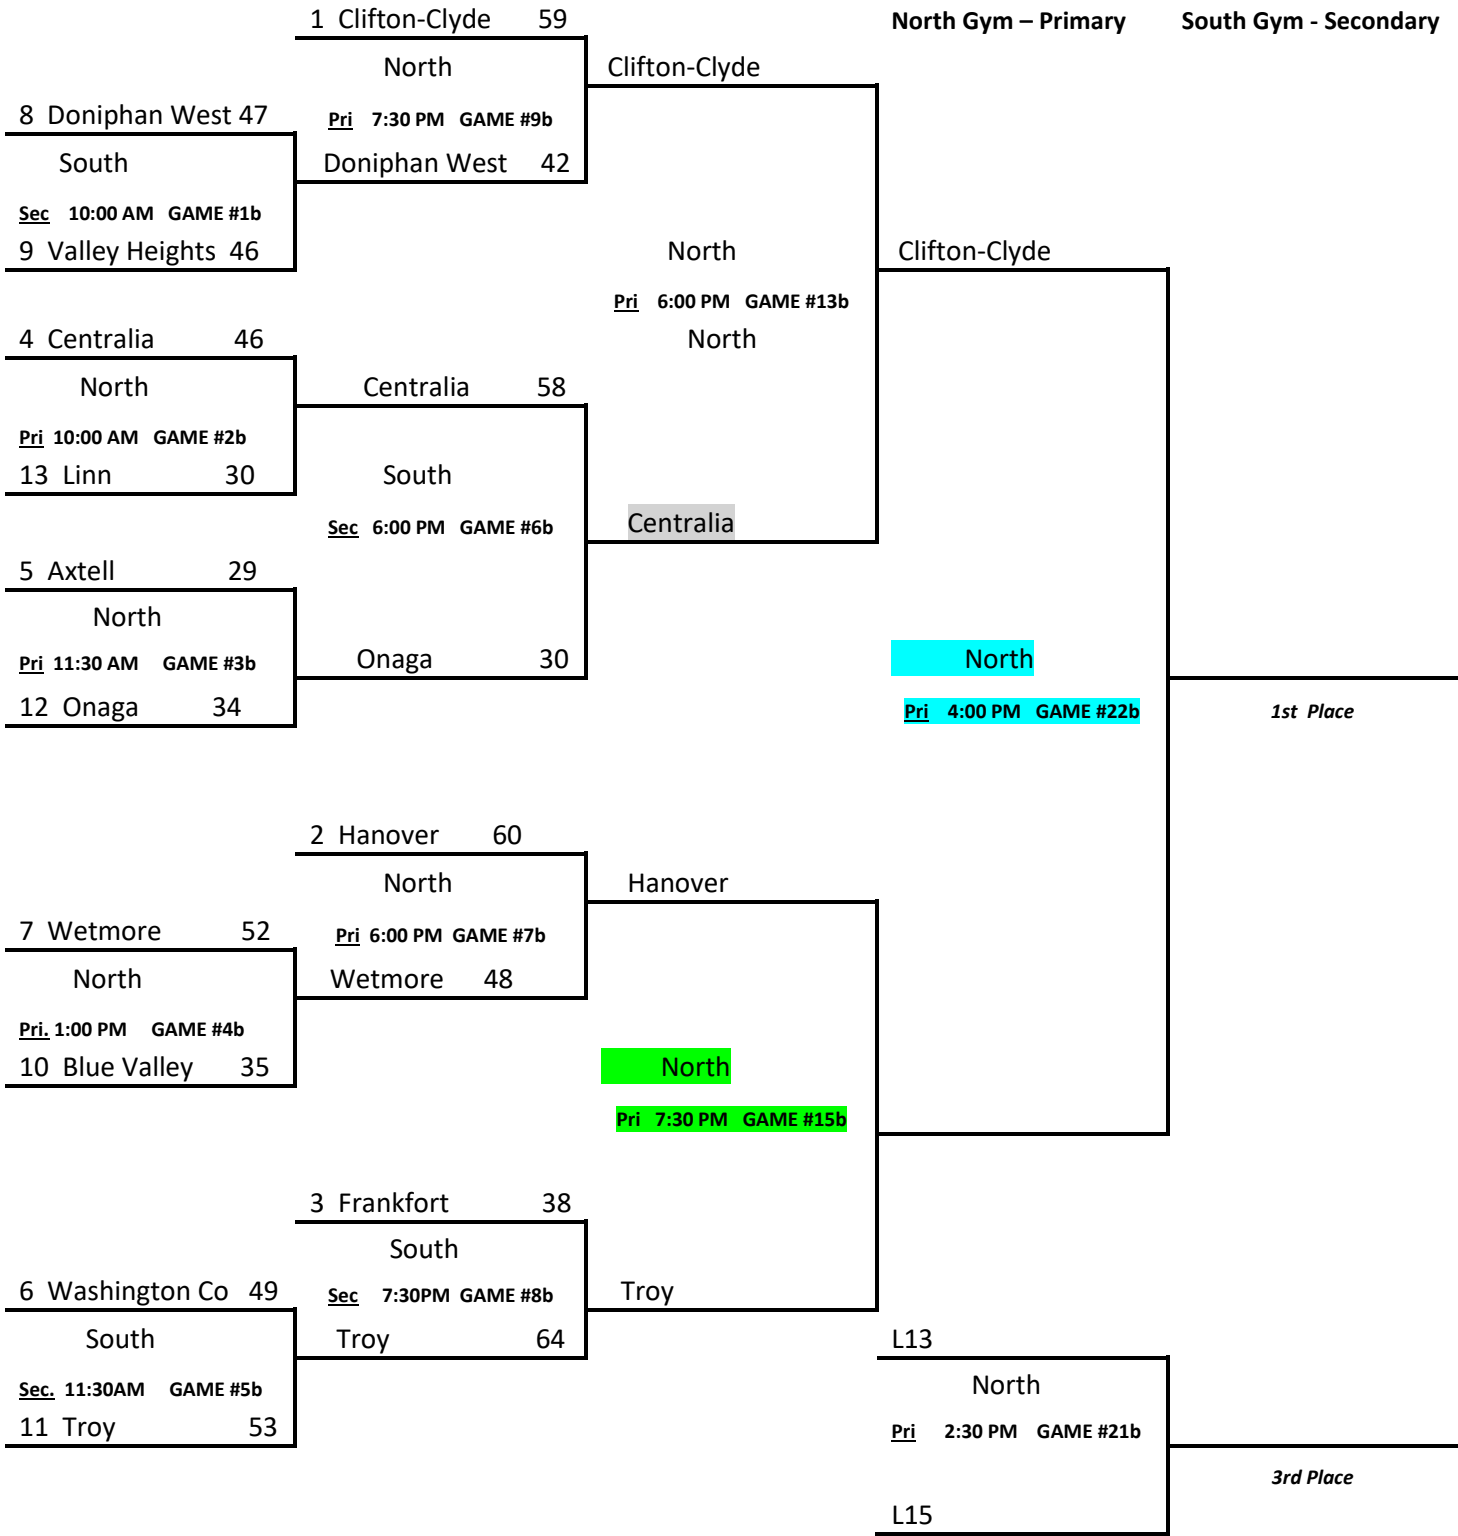 1 Clifton-Clyde 59
North Gym – Primary South Gym - Secondary
North
Clifton-Clyde
8 Doniphan West 47
Pri 7:30 PM GAME #9b
South
Doniphan West 42
Sec 10:00 AM GAME #1b
9 Valley Heights 46
North
Clifton-Clyde
Pri 6:00 PM GAME #13b
4 Centralia 46
North
North
Centralia 58
Pri 10:00 AM GAME #2b
13 Linn 30
South
Sec 6:00 PM GAME #6b
Centralia
5 Axtell 29
North
Pri 11:30 AM GAME #3b
Onaga 30
North
12 Onaga 34
Pri 4:00 PM GAME #22b
1st Place
2 Hanover 60
North
Hanover
7 Wetmore 52
Pri 6:00 PM GAME #7b
North
Wetmore 48
Pri. 1:00 PM GAME #4b
10 Blue Valley 35
North
Pri 7:30 PM GAME #15b
3 Frankfort 38
South
6 Washington Co 49
Sec 7:30PM GAME #8b
Troy
South
Troy 64
L13
Sec. 11:30AM GAME #5b
North
11 Troy 53
Pri 2:30 PM GAME #21b
3rd Place
L15